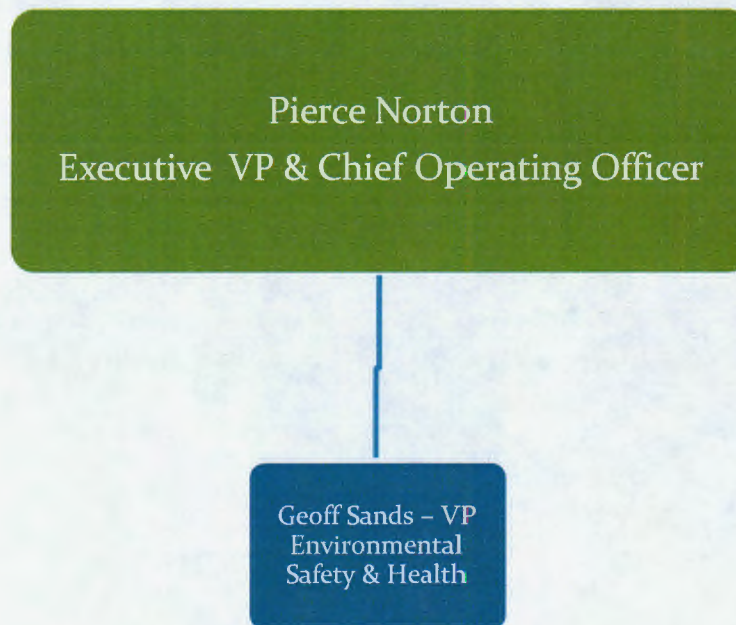 Pierce Norton
Executive VP & Chief Operating Officer
Geoff Sands – VP
Environmental
Safety & Health